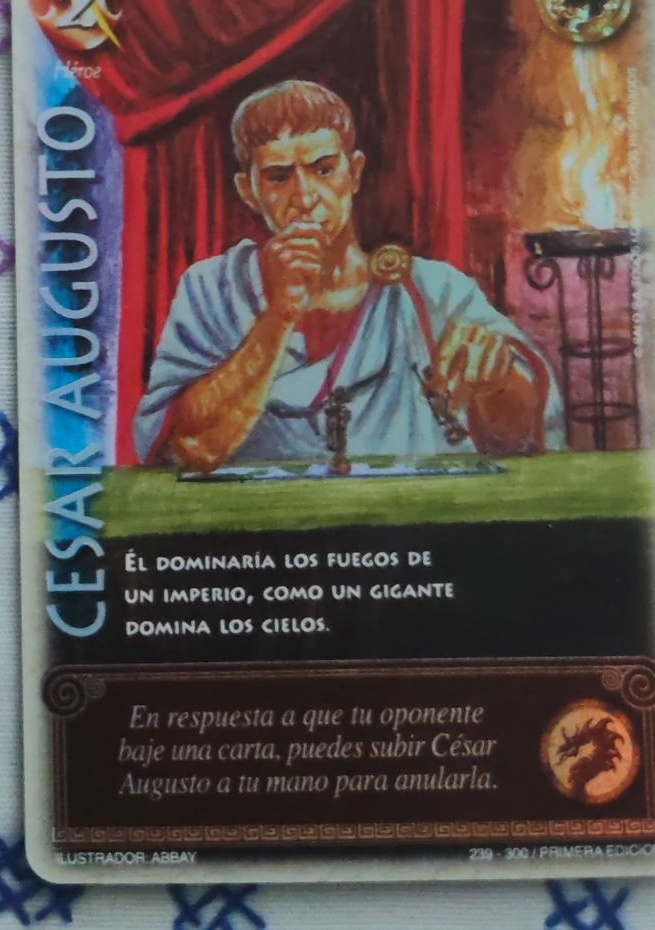 2
Héroe
CESAR AUGUSTO
ÉL DOMINARÍA LOS FUEGOS DE
UN IMPERIO, COMO UN GIGANTE
DOMINA LOS CIELOS.
En respuesta a que tu oponente
baje una carta, puedes subir César
Augusto a tu mano para anularla.
ILUSTRADOR: ABBAY
239 - 300 / PRIMERA EDICIO